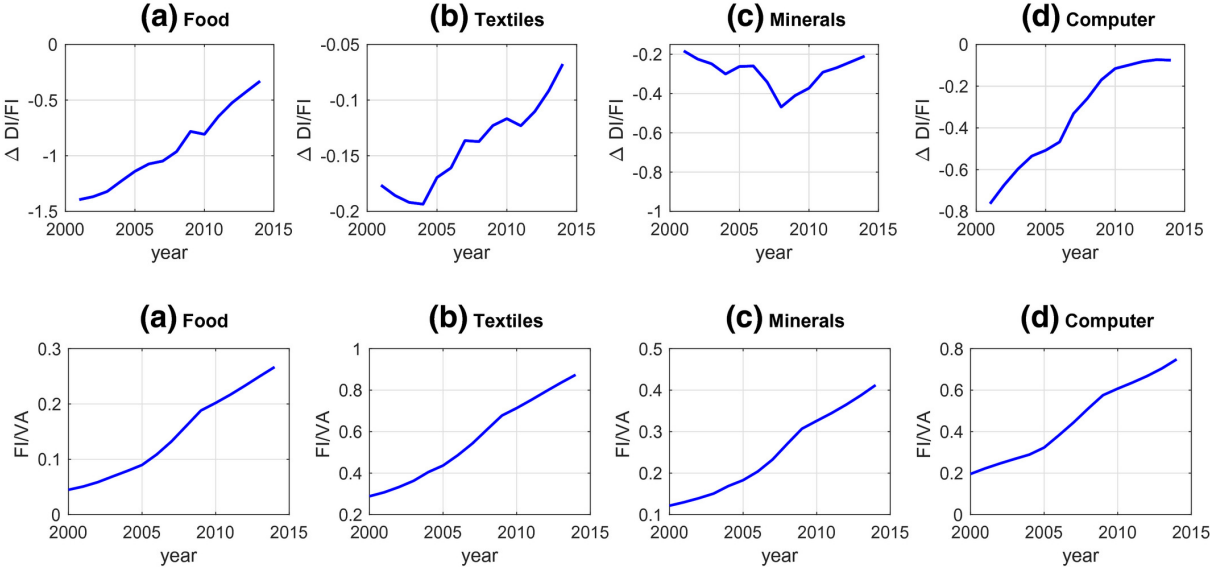 (a) Food
(b) Textiles
(c) Minerals
(d) Computer
0
-0.5
-1
-1.5
Δ DI/FI
2000 2005 2010 2015
year
-0.05
-0.1
-0.15
-0.2
Δ DI/FI
2000 2005 2010 2015
year
-0.2
-0.4
-0.6
-0.8
-1
Δ DI/FI
2000 2005 2010 2015
year
0
-0.2
-0.4
-0.6
-0.8
Δ DI/FI
2000 2005 2010 2015
year
(a) Food
(b) Textiles
(c) Minerals
(d) Computer
0.3
0.2
0.1
0
FI/VA
2000 2005 2010 2015
year
1
0.8
0.6
0.4
0.2
FI/VA
2000 2005 2010 2015
year
0.5
0.4
0.3
0.2
0.1
FI/VA
2000 2005 2010 2015
year
0.8
0.6
0.4
0.2
0
FI/VA
2000 2005 2010 2015
year